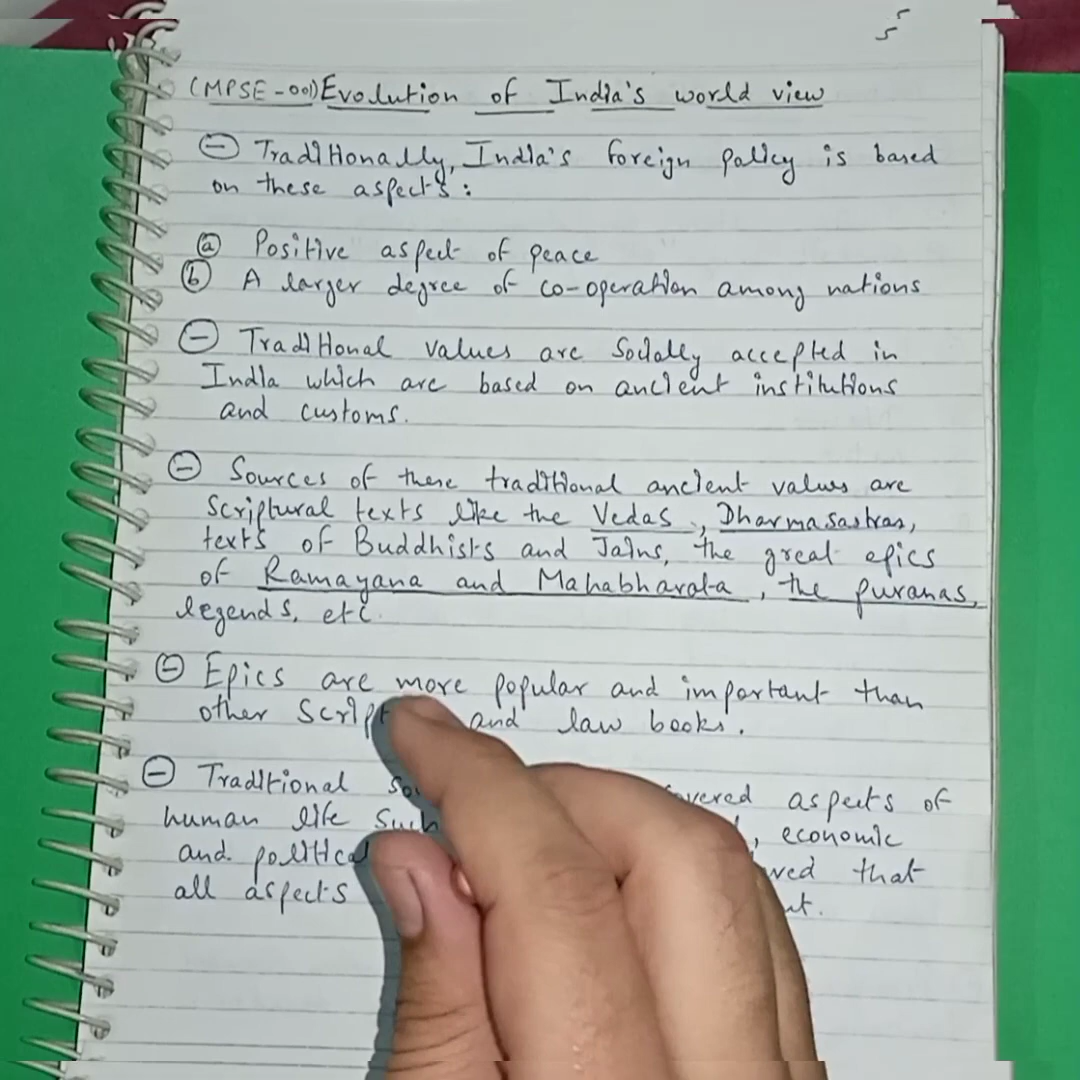 5
(MPSE-001) Evolution of India's world view
- Traditionally, India's foreign policy is based
on these aspects:
(a) Positive aspect of peace
(b) A larger degree of co-operation among nations
- Traditional values are socially accepted in
India which are based on ancient institutions
and customs.
- Sources of these traditional ancient values are
scriptural texts like the Vedas, Dharmasastras,
texts of Buddhists and Jains, the great epics
of Ramayana and Mahabharata, the puranas,
legends, etc.
- Epics are more popular and important than
other and law books.
- Traditional aspects of
human life such economic
and political that
all aspects